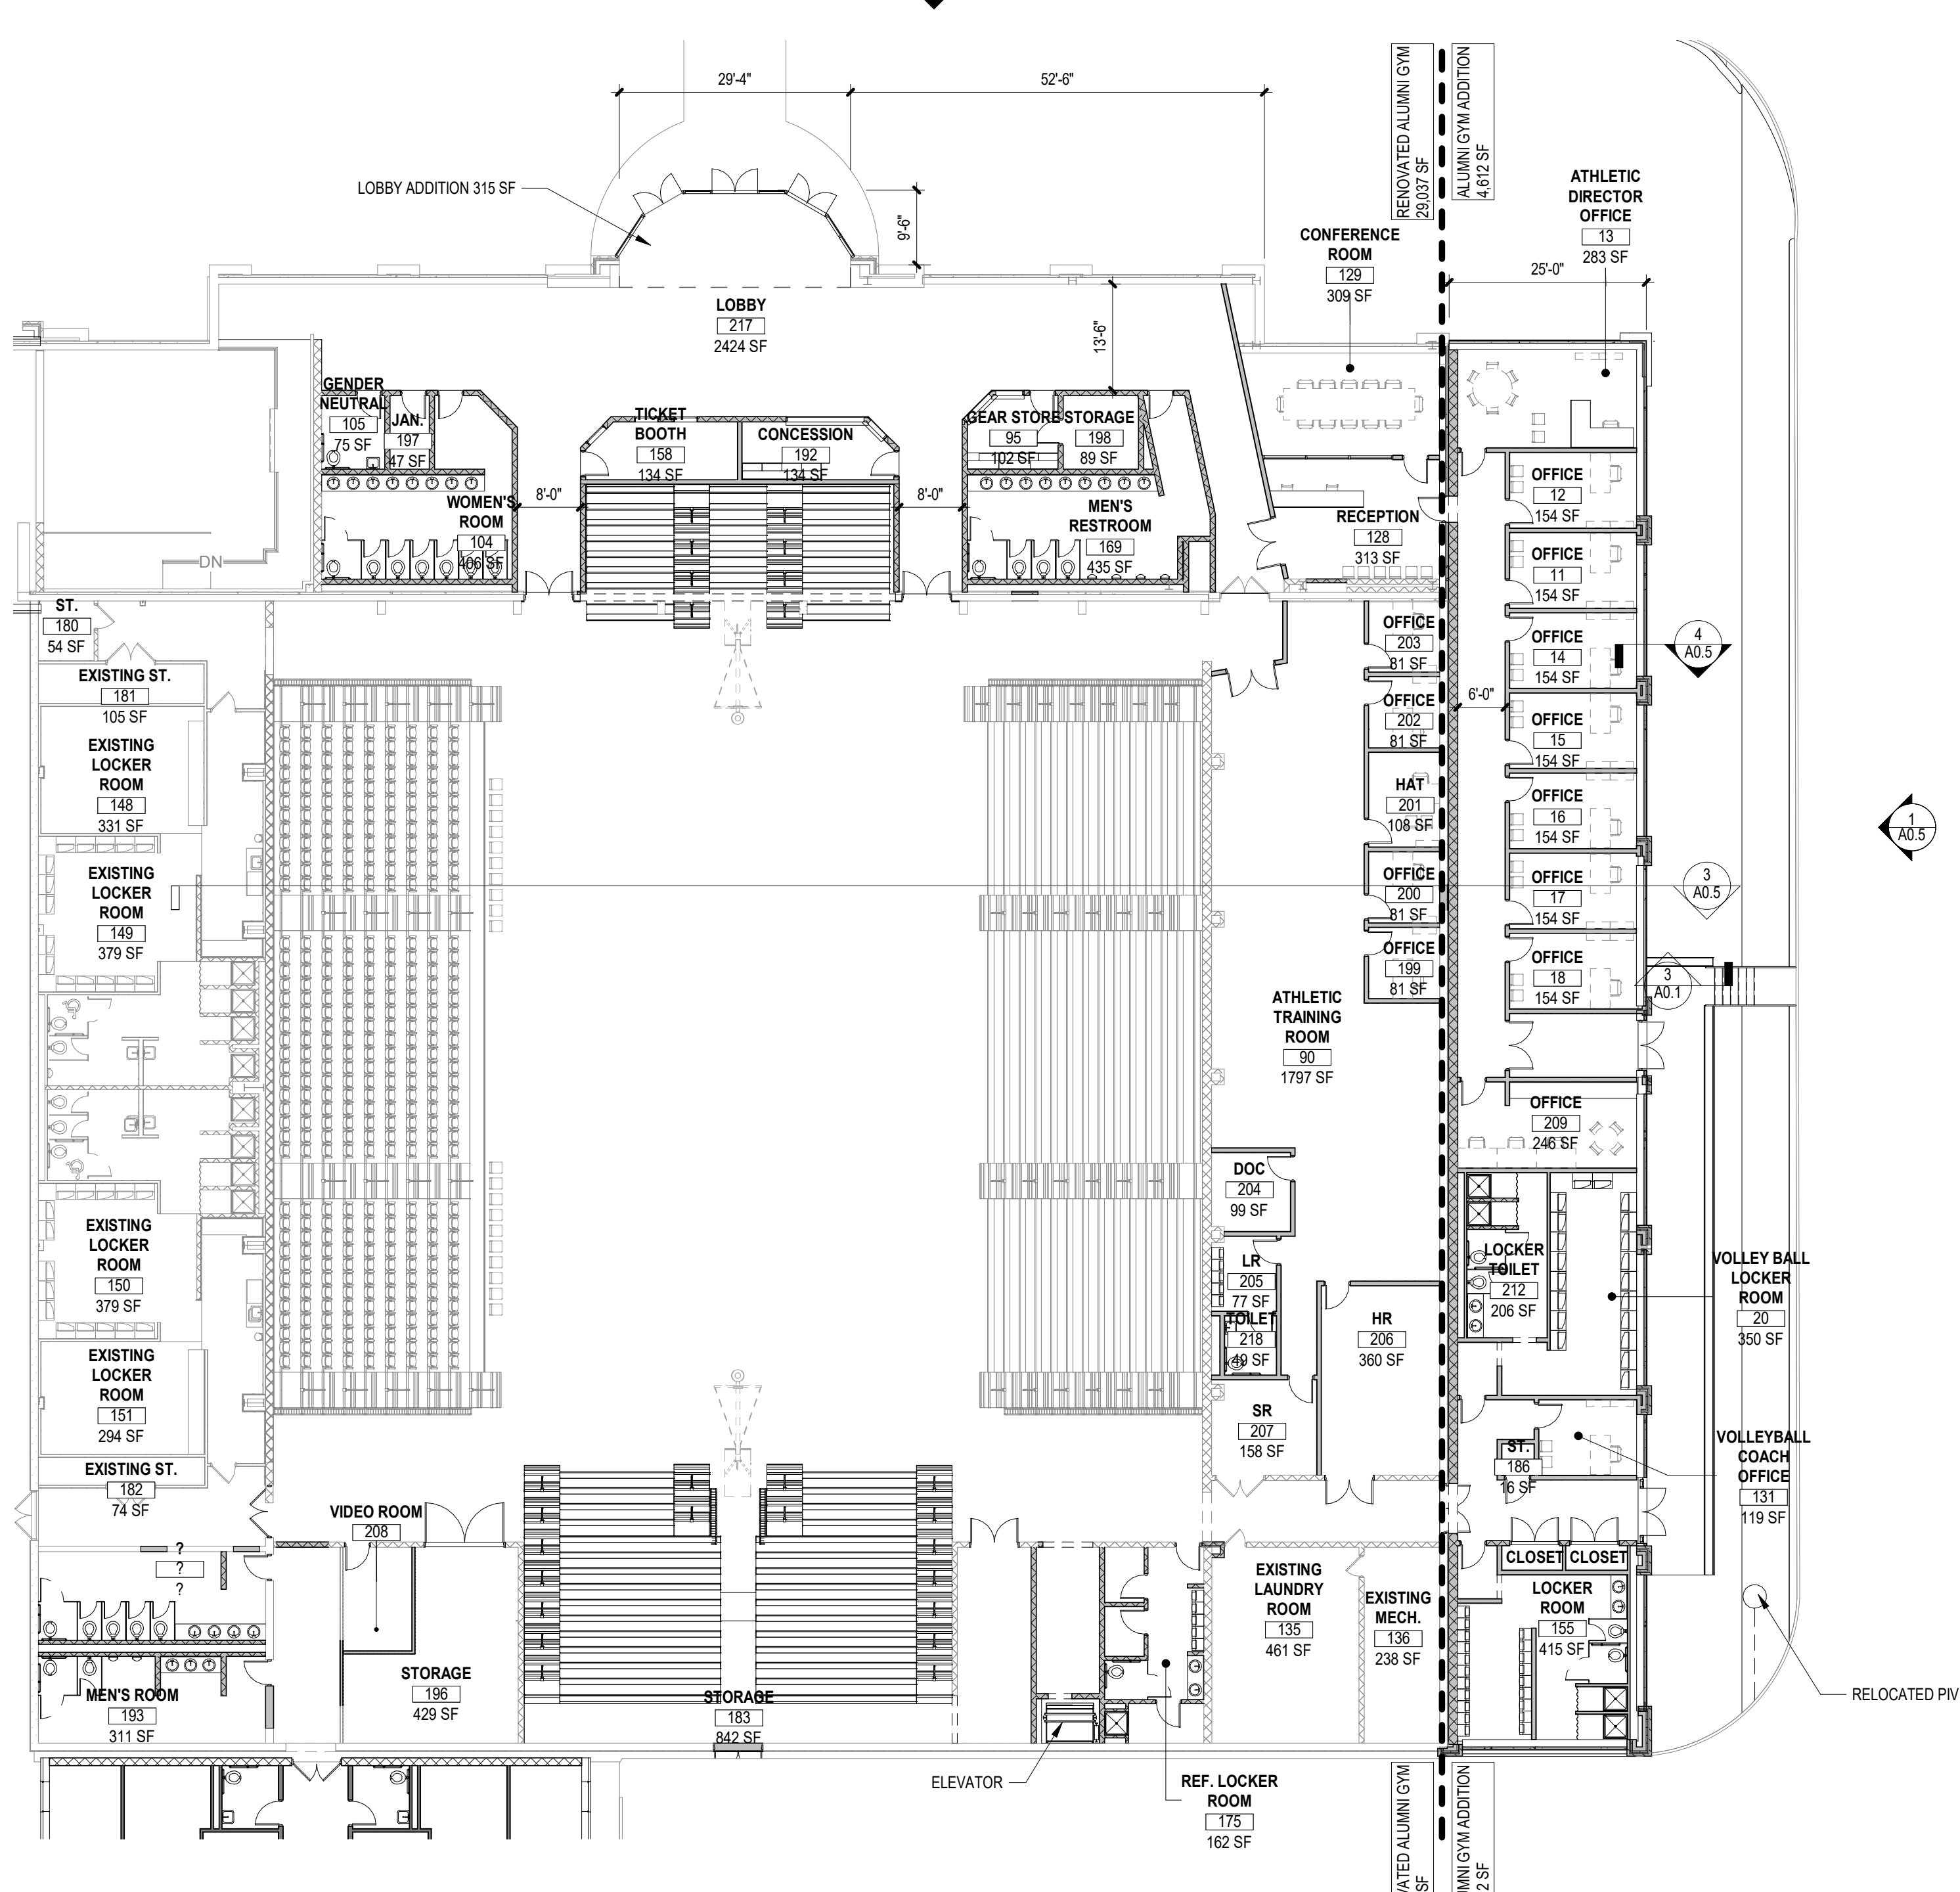 29'-4"
52'-6"
RENOVATED ALUMNI GYM
29,037 SF
ALUMNI GYM ADDITION
4,612 SF
LOBBY ADDITION 315 SF
9'-6"
ATHLETIC
DIRECTOR
OFFICE
13
283 SF
CONFERENCE
ROOM
129
309 SF
25'-0"
LOBBY
217
2424 SF
13'-6"
GENDER
NEUTRAL
105
75 SF
JAN.
197
47 SF
TICKET
BOOTH
158
134 SF
CONCESSION
192
134 SF
GEAR STORE
95
102 SF
STORAGE
198
89 SF
WOMEN'S
ROOM
104
406 SF
8'-0"
8'-0"
MEN'S
RESTROOM
169
435 SF
RECEPTION
128
313 SF
OFFICE
12
154 SF
OFFICE
11
154 SF
OFFICE
14
154 SF
OFFICE
15
154 SF
OFFICE
16
154 SF
OFFICE
17
154 SF
OFFICE
18
154 SF
DN
ST.
180
54 SF
EXISTING ST.
181
105 SF
EXISTING
LOCKER
ROOM
148
331 SF
EXISTING
LOCKER
ROOM
149
379 SF
OFFICE
203
81 SF
OFFICE
202
81 SF
HAT
201
108 SF
OFFICE
200
81 SF
OFFICE
199
81 SF
6'-0"
4
A0.5
1
A0.5
3
A0.5
3
A0.1
ATHLETIC
TRAINING
ROOM
90
1797 SF
OFFICE
209
246 SF
DOC
204
99 SF
LR
205
77 SF
TOILET
218
49 SF
HR
206
360 SF
SR
207
158 SF
LOCKER
TOILET
212
206 SF
VOLLEY BALL
LOCKER
ROOM
20
350 SF
EXISTING
LOCKER
ROOM
150
379 SF
EXISTING
LOCKER
ROOM
151
294 SF
EXISTING ST.
182
74 SF
ST.
186
16 SF
VOLLEYBALL
COACH
OFFICE
131
119 SF
VIDEO ROOM
208
?
?
?
MEN'S ROOM
193
311 SF
STORAGE
196
429 SF
STORAGE
183
842 SF
EXISTING
LAUNDRY
ROOM
135
461 SF
EXISTING
MECH.
136
238 SF
CLOSET
CLOSET
LOCKER
ROOM
155
415 SF
RELOCATED PIV
ELEVATOR
REF. LOCKER
ROOM
175
162 SF
VATED ALUMNI GYM
SF
MNI GYM ADDITION
2 SF